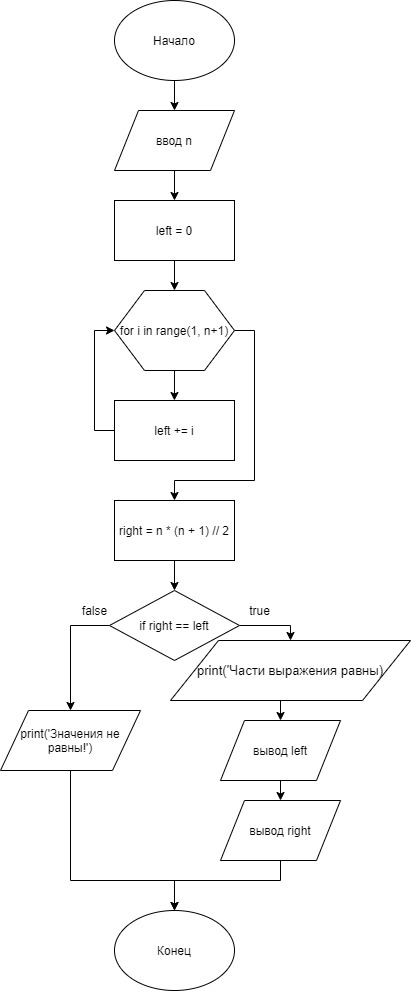 Начало
ввод n
left = 0
for i in range(1, n+1)
left += i
right = n * (n + 1) // 2
false
true
if right == left
print('Части выражения равны)
print('Значения не
равны!')
вывод left
вывод right
Конец